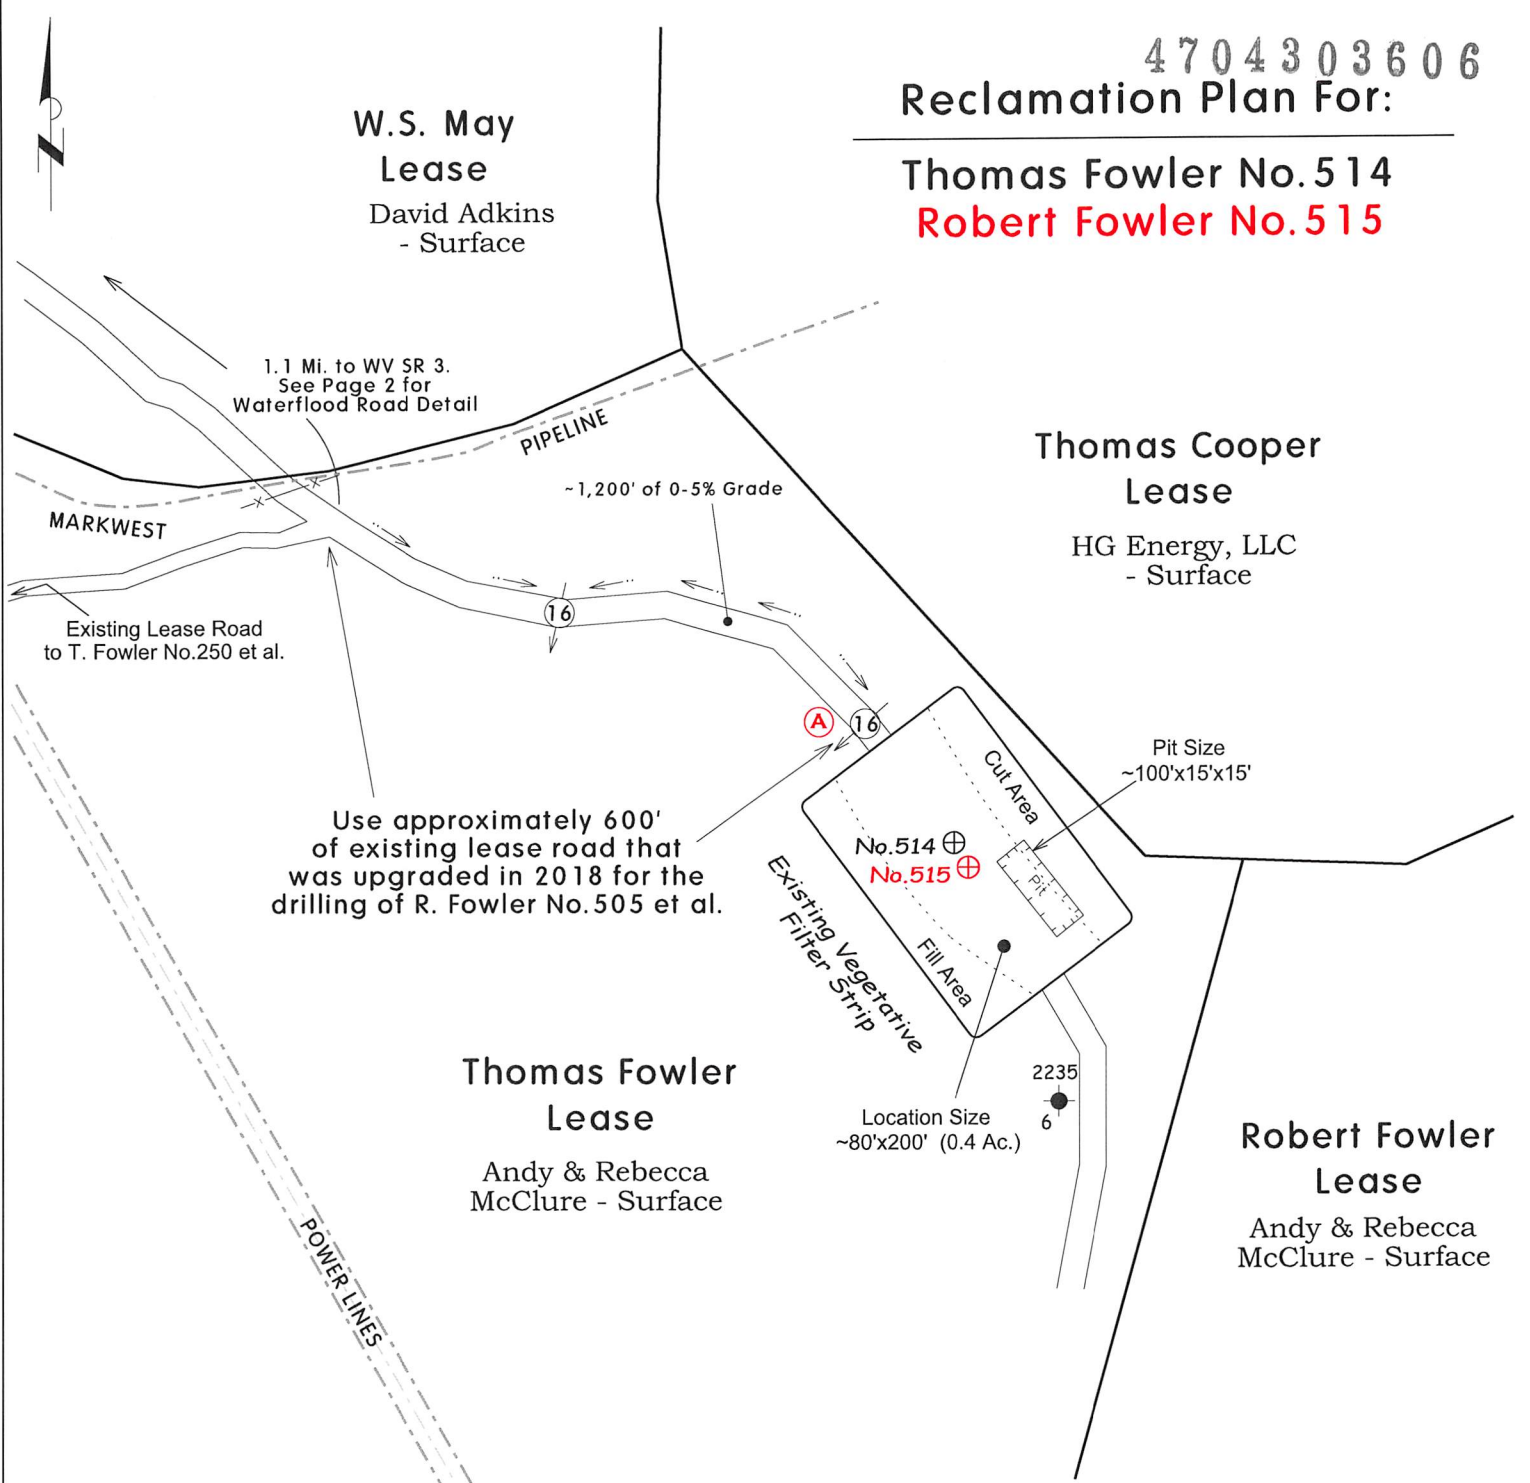 4704303606
Reclamation Plan For:
Thomas Fowler No.514
Robert Fowler No.515
N
W.S. May
Lease
David Adkins
- Surface
1.1 Mi. to WV SR 3.
See Page 2 for
Waterflood Road Detail
PIPELINE
MARKWEST
~1,200' of 0-5% Grade
Thomas Cooper
Lease
HG Energy, LLC
- Surface
16
Existing Lease Road
to T. Fowler No.250 et al.
A
16
Pit Size
~100'x15'x15'
Cut Area
Use approximately 600'
of existing lease road that
was upgraded in 2018 for the
drilling of R. Fowler No.505 et al.
No.514
No.515
Pit
Existing Vegetative
Filter Strip
Fill Area
Thomas Fowler
Lease
Andy & Rebecca
McClure - Surface
2235
6
Location Size
~80'x200' (0.4 Ac.)
Robert Fowler
Lease
Andy & Rebecca
McClure - Surface
POWER LINES